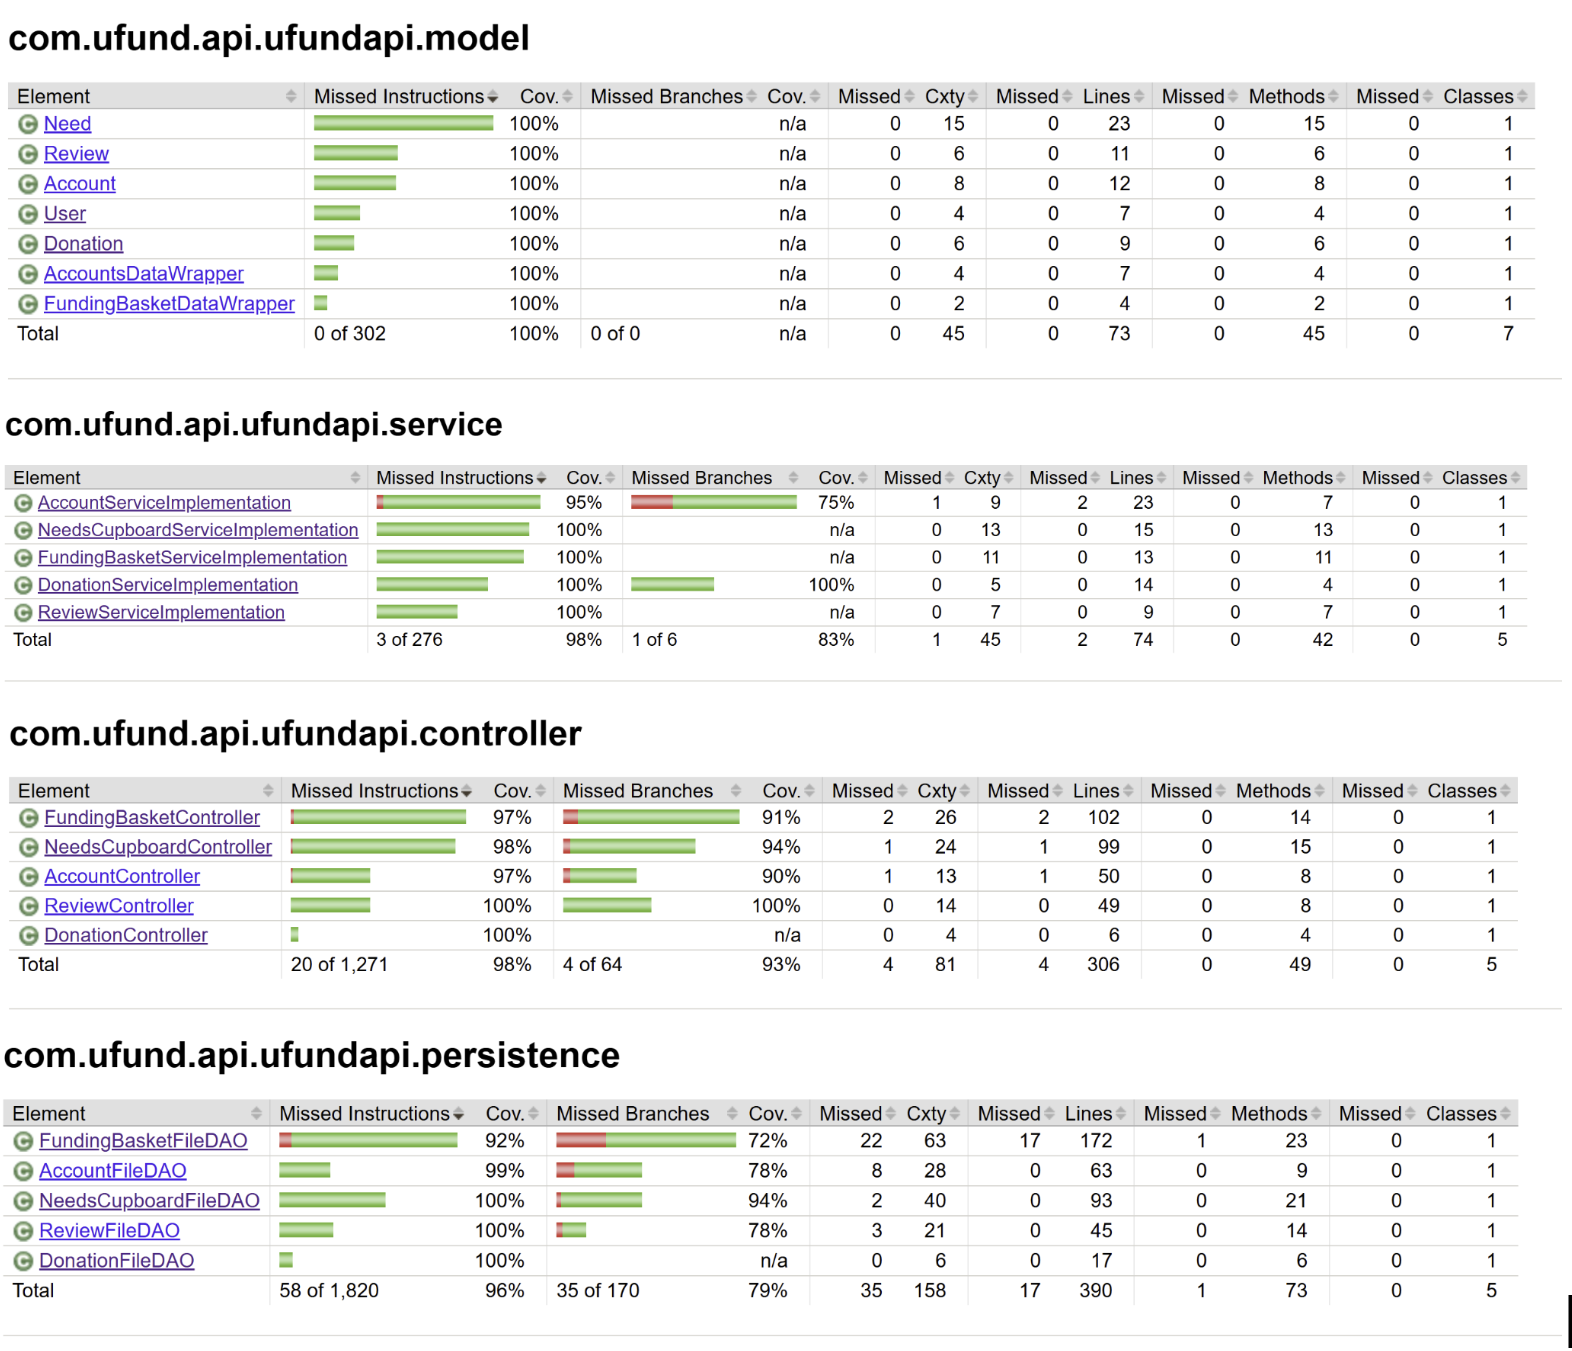 com.ufund.api.ufundapi.model
Element Missed Instructions Cov. Missed Branches Cov. Missed Cxty Missed Lines Missed Methods Missed Classes
C Need 100% n/a 0 15 0 23 0 15 0 1
C Review 100% n/a 0 6 0 11 0 6 0 1
C Account 100% n/a 0 8 0 12 0 8 0 1
C User 100% n/a 0 4 0 7 0 4 0 1
C Donation 100% n/a 0 6 0 9 0 6 0 1
C AccountsDataWrapper 100% n/a 0 4 0 7 0 4 0 1
C FundingBasketDataWrapper 100% n/a 0 2 0 4 0 2 0 1
Total 0 of 302 100% 0 of 0 n/a 0 45 0 73 0 45 0 7
com.ufund.api.ufundapi.service
Element Missed Instructions Cov. Missed Branches Cov. Missed Cxty Missed Lines Missed Methods Missed Classes
C AccountServiceImplementation 95% 75% 1 9 2 23 0 7 0 1
C NeedsCupboardServiceImplementation 100% n/a 0 13 0 15 0 13 0 1
C FundingBasketServiceImplementation 100% n/a 0 11 0 13 0 11 0 1
C DonationServiceImplementation 100% 100% 0 5 0 14 0 4 0 1
C ReviewServiceImplementation 100% n/a 0 7 0 9 0 7 0 1
Total 3 of 276 98% 1 of 6 83% 1 45 2 74 0 42 0 5
com.ufund.api.ufundapi.controller
Element Missed Instructions Cov. Missed Branches Cov. Missed Cxty Missed Lines Missed Methods Missed Classes
C FundingBasketController 97% 91% 2 26 2 102 0 14 0 1
C NeedsCupboardController 98% 94% 1 24 1 99 0 15 0 1
C AccountController 97% 90% 1 13 1 50 0 8 0 1
C ReviewController 100% 100% 0 14 0 49 0 8 0 1
C DonationController 100% n/a 0 4 0 6 0 4 0 1
Total 20 of 1,271 98% 4 of 64 93% 4 81 4 306 0 49 0 5
com.ufund.api.ufundapi.persistence
Element Missed Instructions Cov. Missed Branches Cov. Missed Cxty Missed Lines Missed Methods Missed Classes
C FundingBasketFileDAO 92% 72% 22 63 17 172 1 23 0 1
C AccountFileDAO 99% 78% 8 28 0 63 0 9 0 1
C NeedsCupboardFileDAO 100% 94% 2 40 0 93 0 21 0 1
C ReviewFileDAO 100% 78% 3 21 0 45 0 14 0 1
C DonationFileDAO 100% n/a 0 6 0 17 0 6 0 1
Total 58 of 1,820 96% 35 of 170 79% 35 158 17 390 1 73 0 5